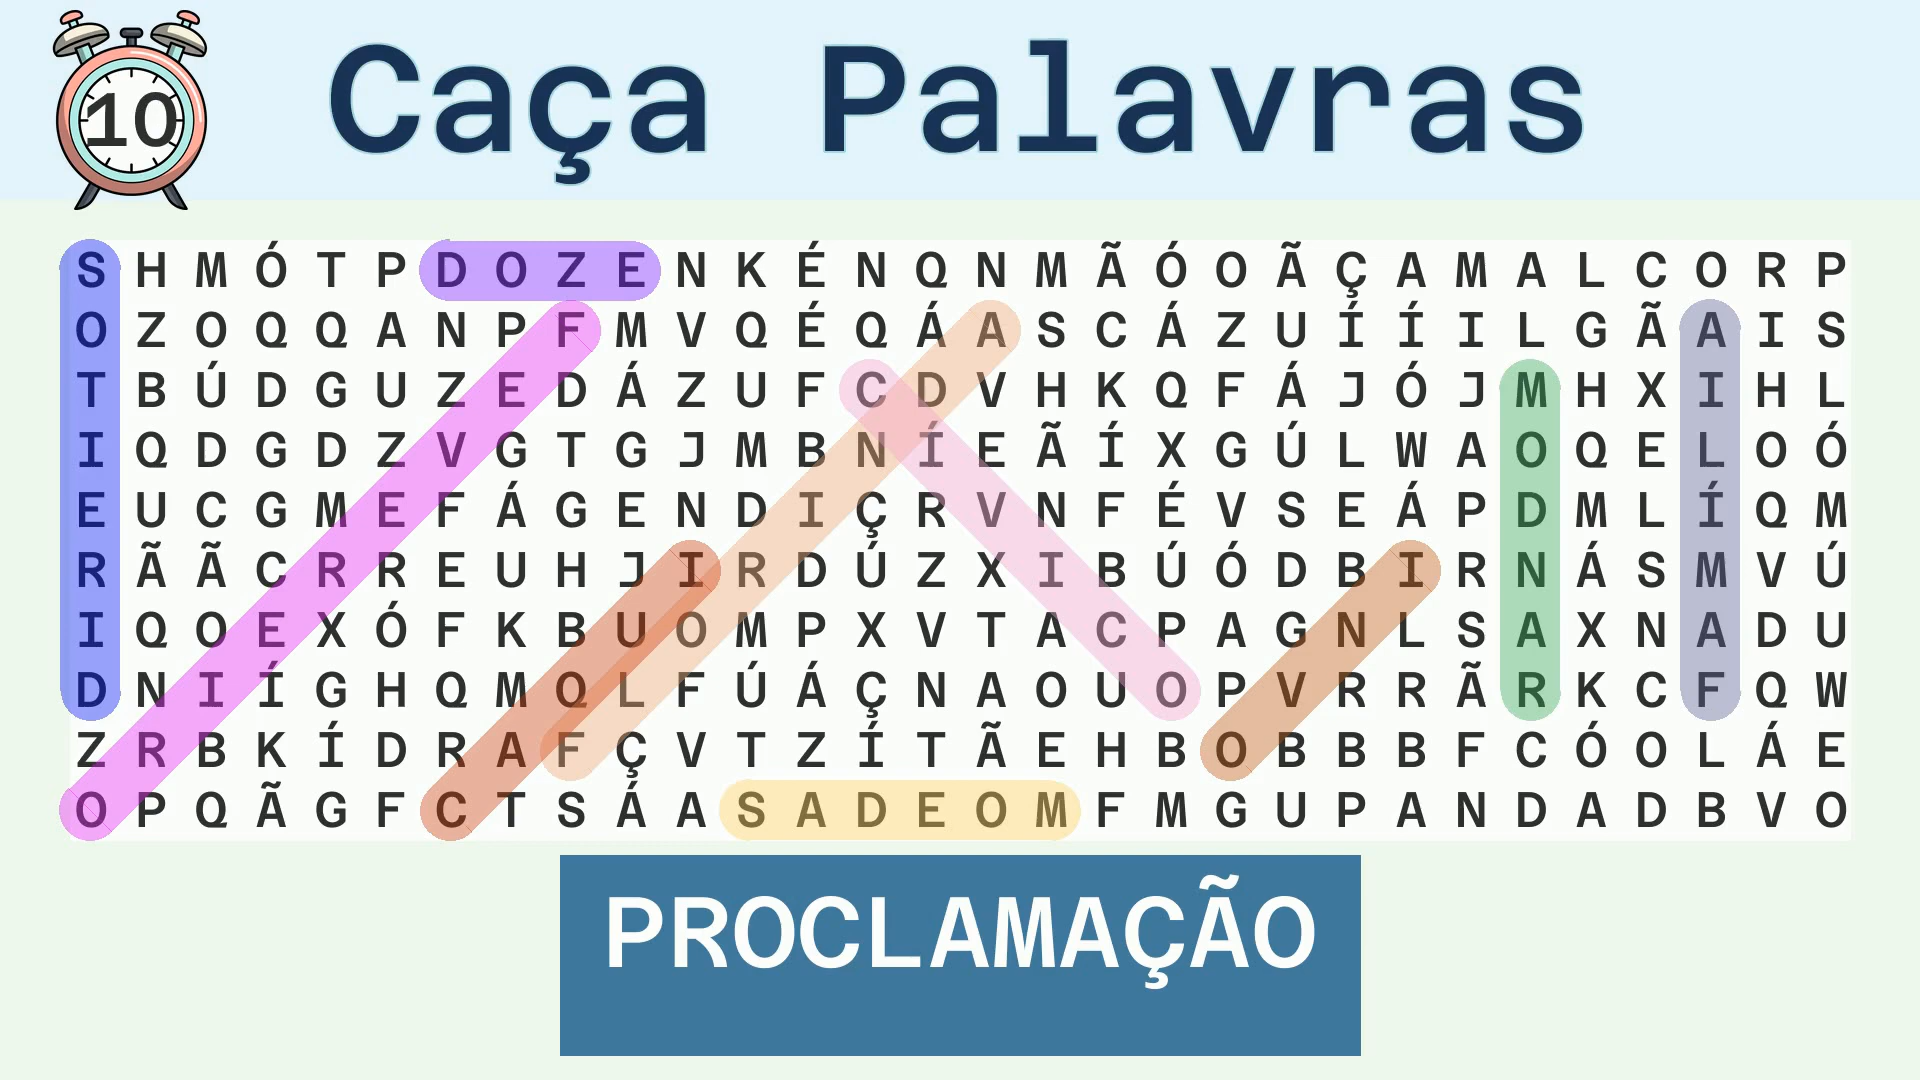 10
Caça Palavras
S H M Ó T P D O Z E N K É N Q N M Ã Ó O Ã Ç A M A L C O R P
O Z O Q Q A N P F M V Q É Q Á A S C Á Z U Í Í I L G Ã A I S
T B Ú D G U Z E D Á Z U F C D V H K Q F Á J Ó J M H X I H L
I Q D G D Z V G T G J M B N Í E Ã Í X G Ú L W A O Q E L O Ó
E U C G M E F Á G E N D I Ç R V N F É V S E Á P D M L Í Q M
R Ã Ã C R R E U H J I R D Ú Z X I B Ú Ó D B I R N Á S M V Ú
I Q O E X Ó F K B U O M P X V T A C P A G N L S A X N A D U
D N I Í G H Q M Q L F Ú Á Ç N A O U O P V R R Ã R K C F Q W
Z R B K Í D R A F Ç V T Z Í T Ã E H B O B B B F C Ó O L Á E
O P Q Ã G F C T S Á A S A D E O M F M G U P A N D A D B V O
PROCLAMAÇÃO